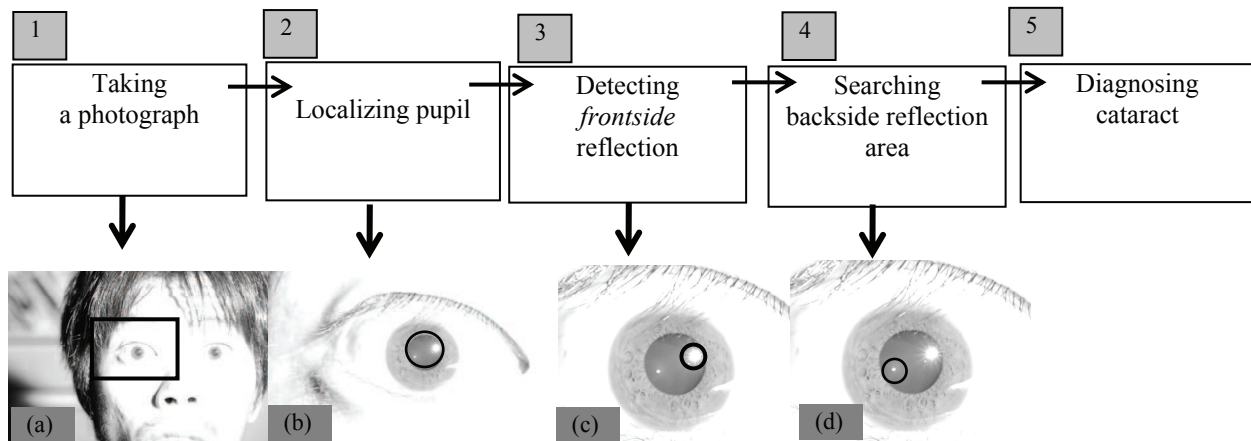 1
Taking
a photograph
2
Localizing pupil
3
Detecting
frontside
reflection
4
Searching
backside reflection
area
5
Diagnosing
cataract
(a)
(b)
(c)
(d)